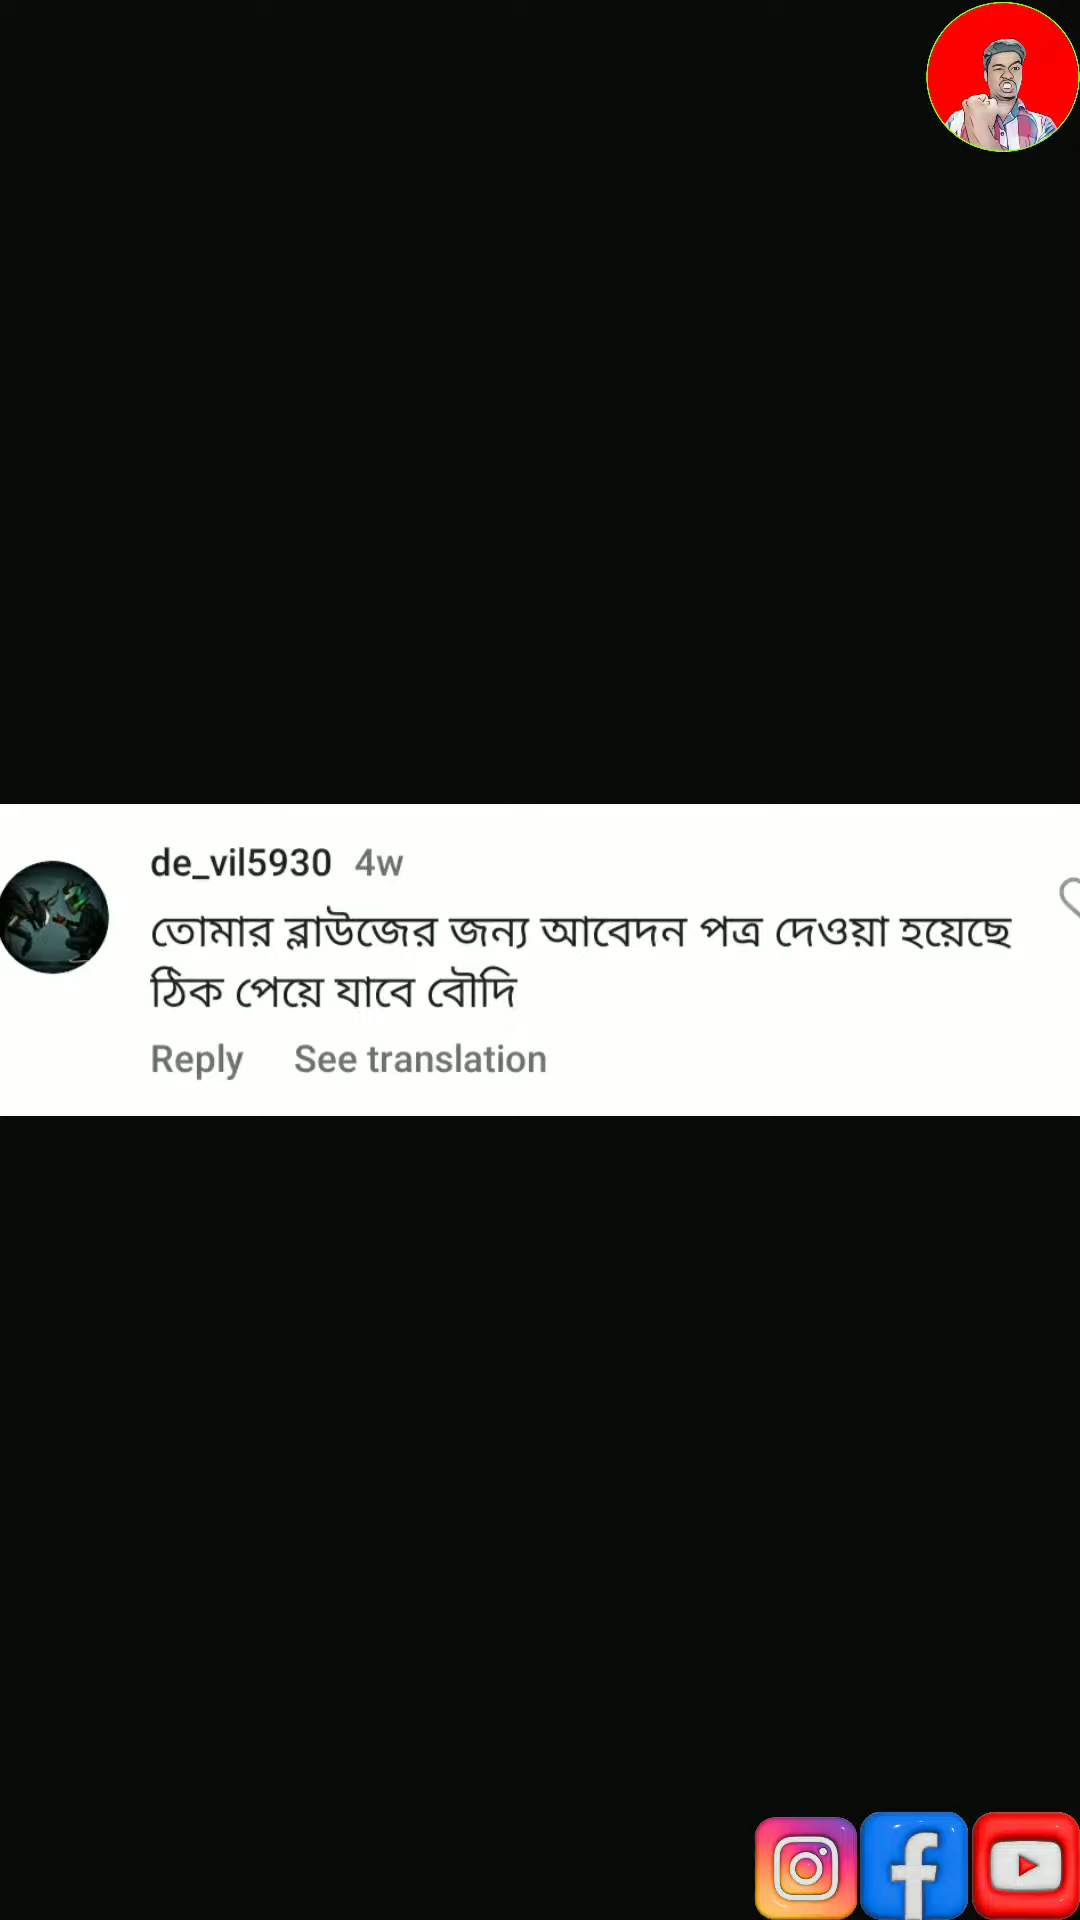 de_vil5930 4w
তোমার ব্লাউজের জন্য আবেদন পত্র দেওয়া হয়েছে
ঠিক পেয়ে যাবে বৌদি
Reply See translation